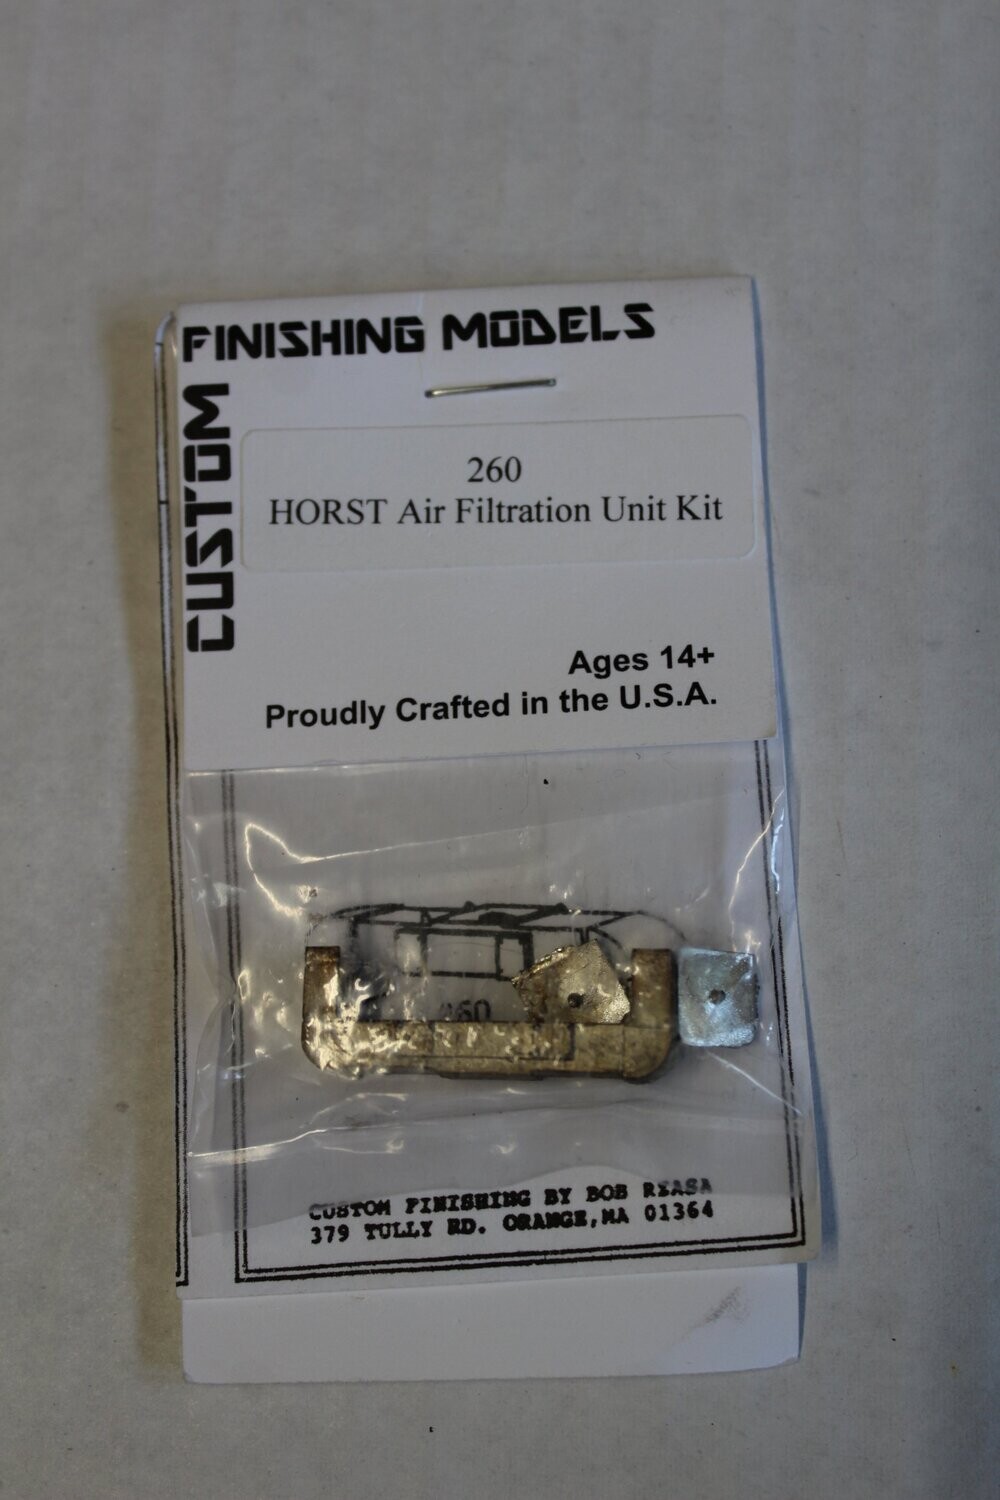 CUSTOM
FINISHING MODELS
260
HORST Air Filtration Unit Kit
Ages 14+
Proudly Crafted in the U.S.A.
260
CUSTOM FINISHING BY BOB REASA
379 TULLY RD. ORANGE, MA 01364